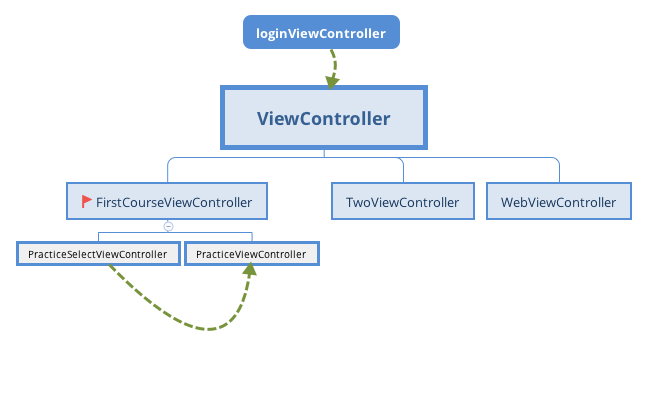 loginViewController
ViewController
FirstCourseViewController
TwoViewController
WebViewController
PracticeSelectViewController
PracticeViewController